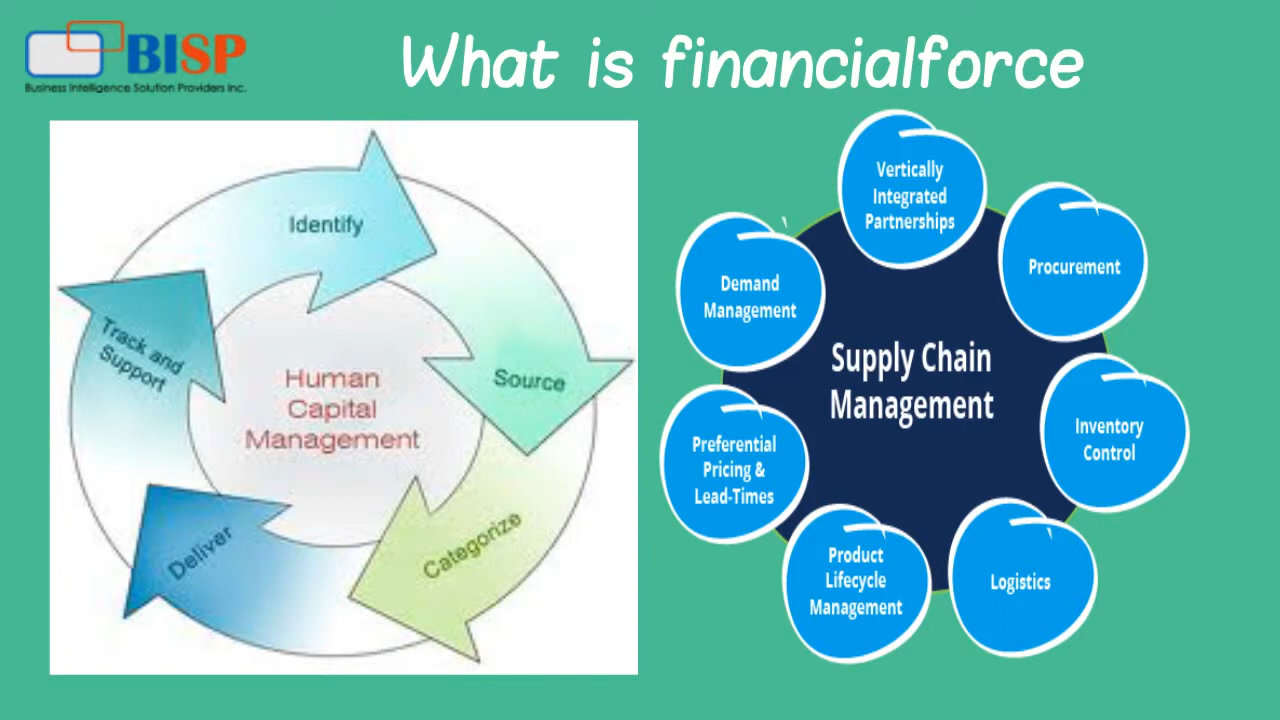 BISP
Business Intelligence Solution Providers Inc.
What is financialforce
Identify
Source
Categorize
Deliver
Track and
Support
Human
Capital
Management
Vertically
Integrated
Partnerships
Procurement
Inventory
Control
Logistics
Product
Lifecycle
Management
Preferential
Pricing &
Lead-Times
Demand
Management
Supply Chain
Management